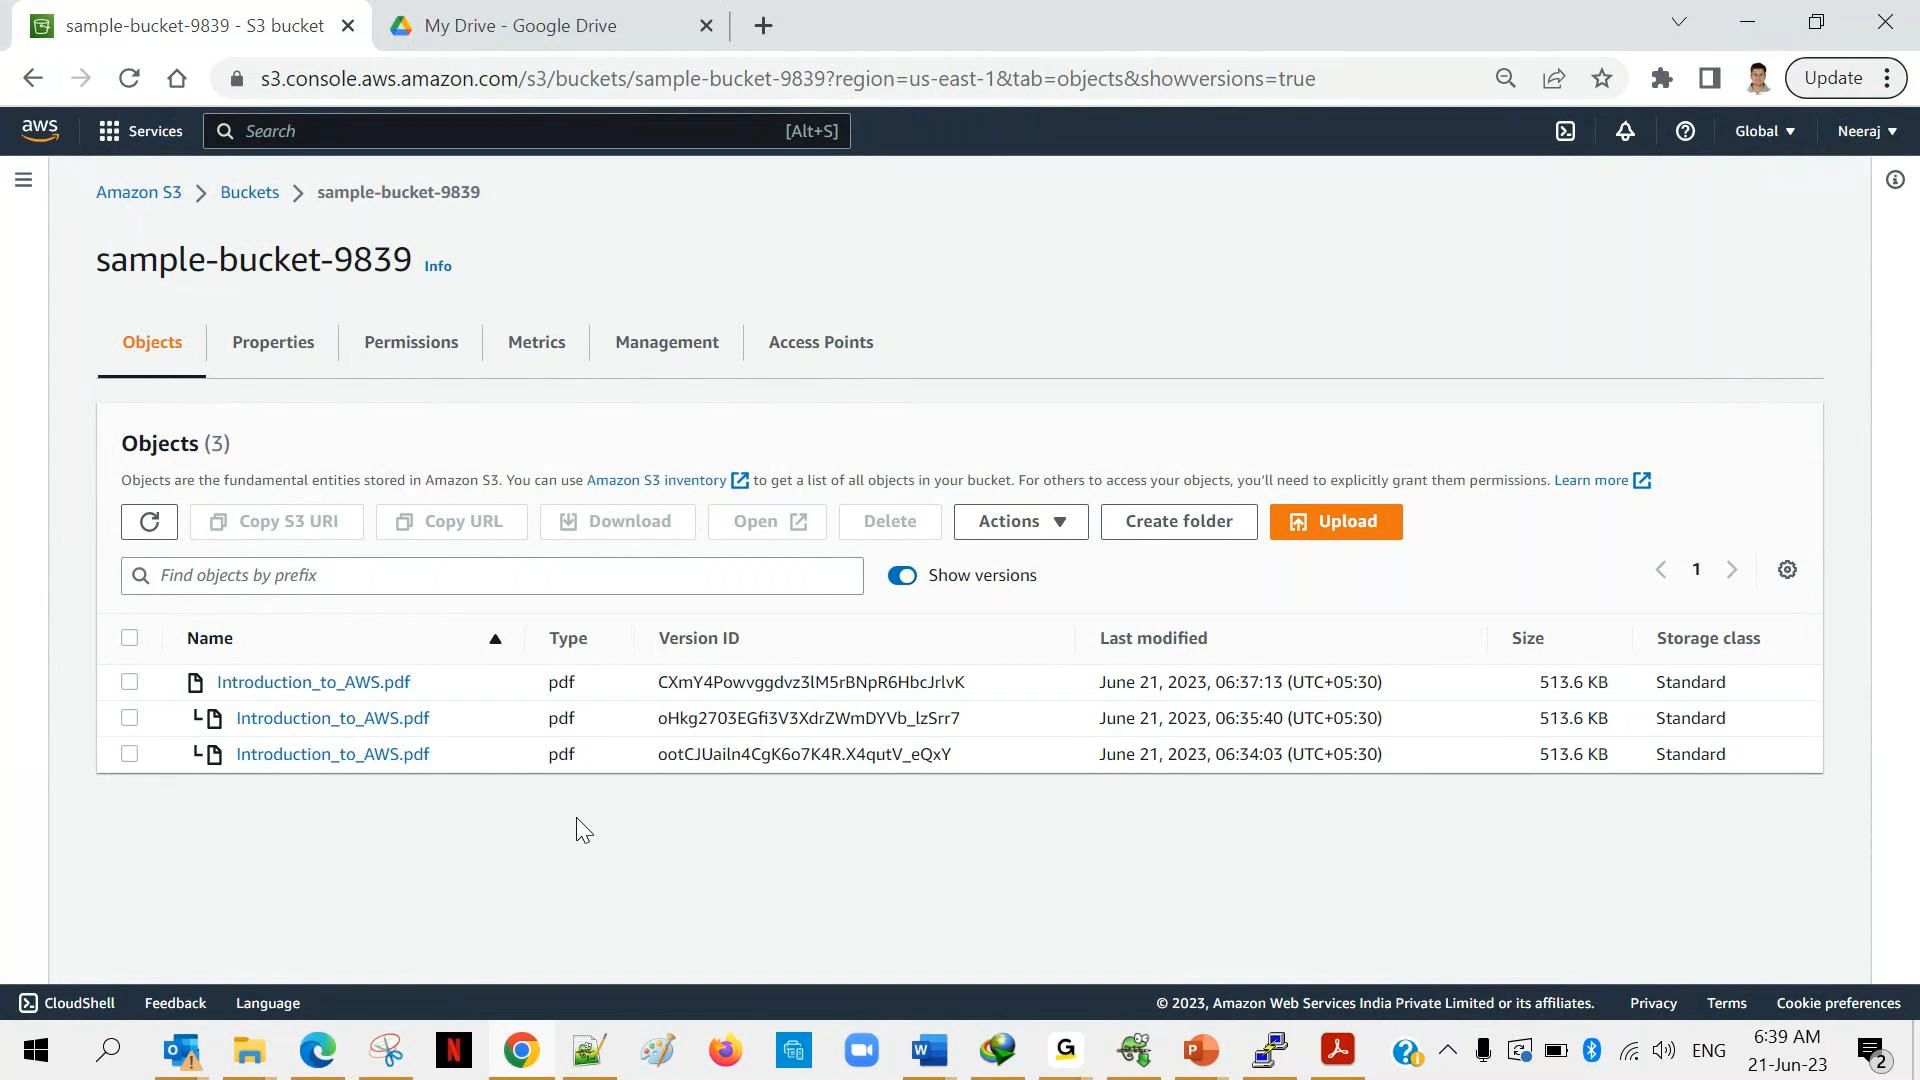 sample-bucket-9839 - S3 bucket
My Drive - Google Drive
s3.console.aws.amazon.com/s3/buckets/sample-bucket-9839?region=us-east-1&tab=objects&showversions=true
Update
aws
Services
Search
[Alt+S]
Global
Neeraj
Amazon S3
Buckets
sample-bucket-9839
sample-bucket-9839 Info
Objects
Properties
Permissions
Metrics
Management
Access Points
Objects (3)
Objects are the fundamental entities stored in Amazon S3. You can use Amazon S3 inventory to get a list of all objects in your bucket. For others to access your objects, you'll need to explicitly grant them permissions. Learn more
Copy S3 URI
Copy URL
Download
Open
Delete
Actions
Create folder
Upload
Find objects by prefix
Show versions
1
Name Type Version ID Last modified Size Storage class
Introduction_to_AWS.pdf pdf CXmY4Powvggdvz3lM5rBNpR6HbcJrlvK June 21, 2023, 06:37:13 (UTC+05:30) 513.6 KB Standard
Introduction_to_AWS.pdf pdf oHkg2703EGfi3V3XdrZWmDYVb_lzSrr7 June 21, 2023, 06:35:40 (UTC+05:30) 513.6 KB Standard
Introduction_to_AWS.pdf pdf ootCJUailn4CgK6o7K4R.X4qutV_eQxY June 21, 2023, 06:34:03 (UTC+05:30) 513.6 KB Standard
CloudShell
Feedback
Language
© 2023, Amazon Web Services India Private Limited or its affiliates.
Privacy
Terms
Cookie preferences
ENG
6:39 AM
21-Jun-23
2